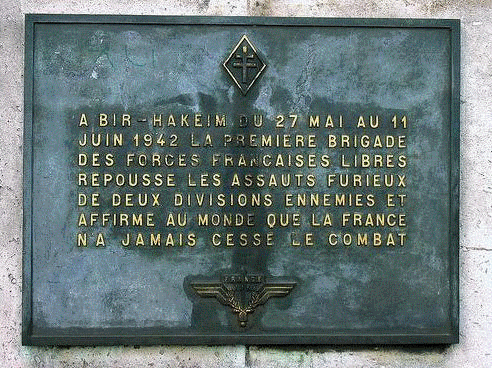 A BIR-HAKEIM DU 27 MAI AU 11
JUIN 1942 LA PREMIERE BRIGADE
DES FORCES FRANCAISES LIBRES
REPOUSSE LES ASSAUTS FURIEUX
DE DEUX DIVISIONS ENNEMIES ET
AFFIRME AU MONDE QUE LA FRANCE
N'A JAMAIS CESSE LE COMBAT
FRANCE